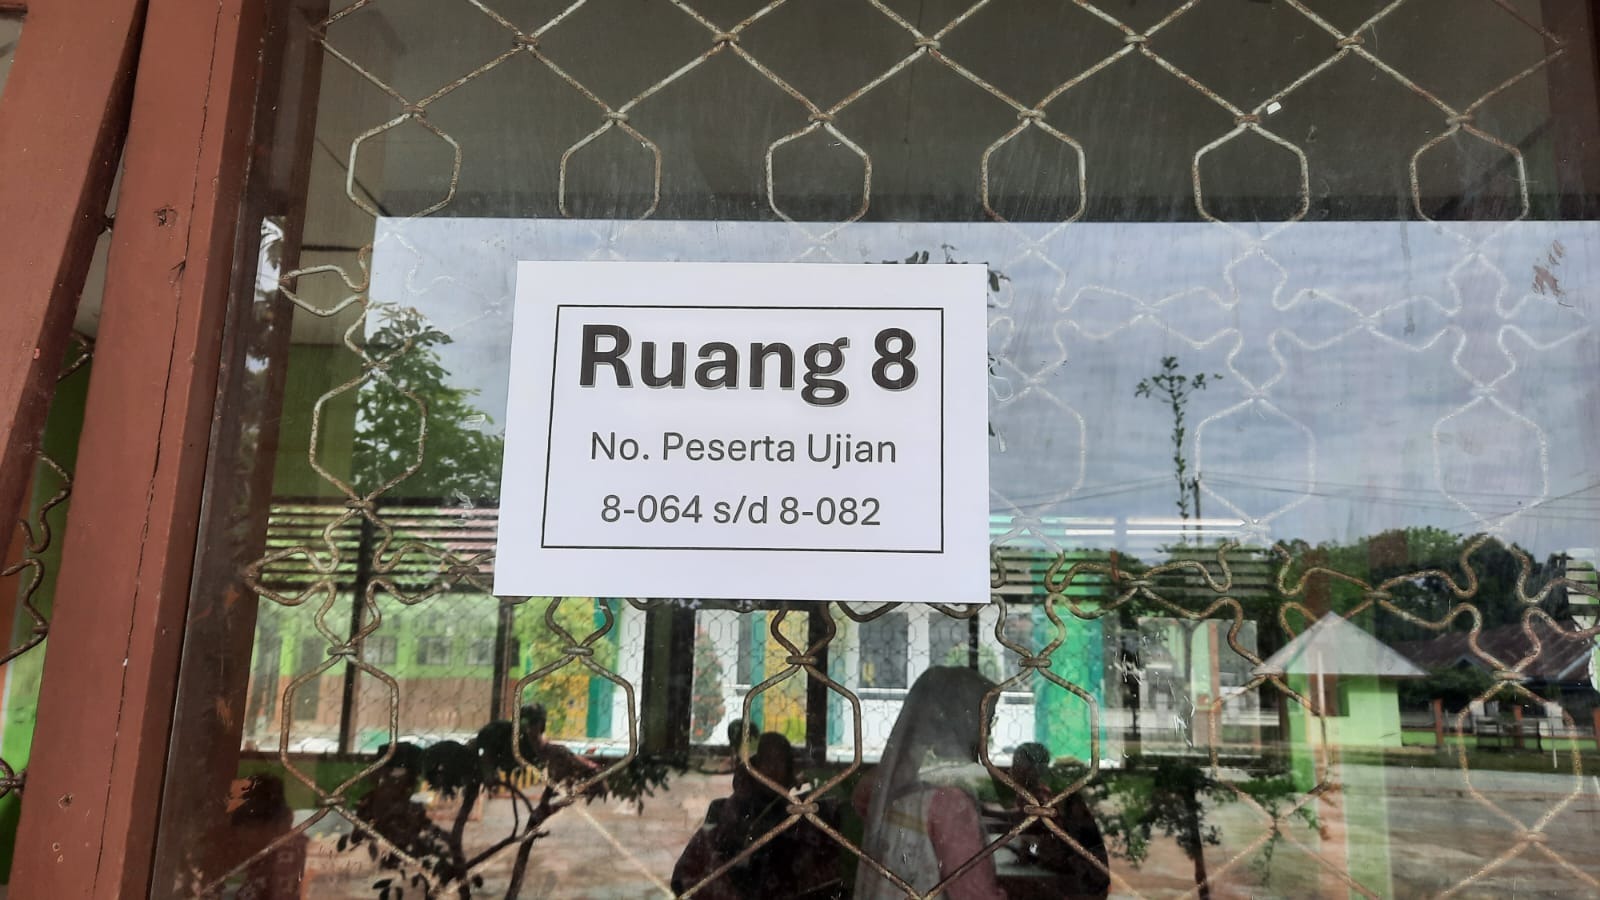 Ruang 8
No. Peserta Ujian
8-064 s/d 8-082